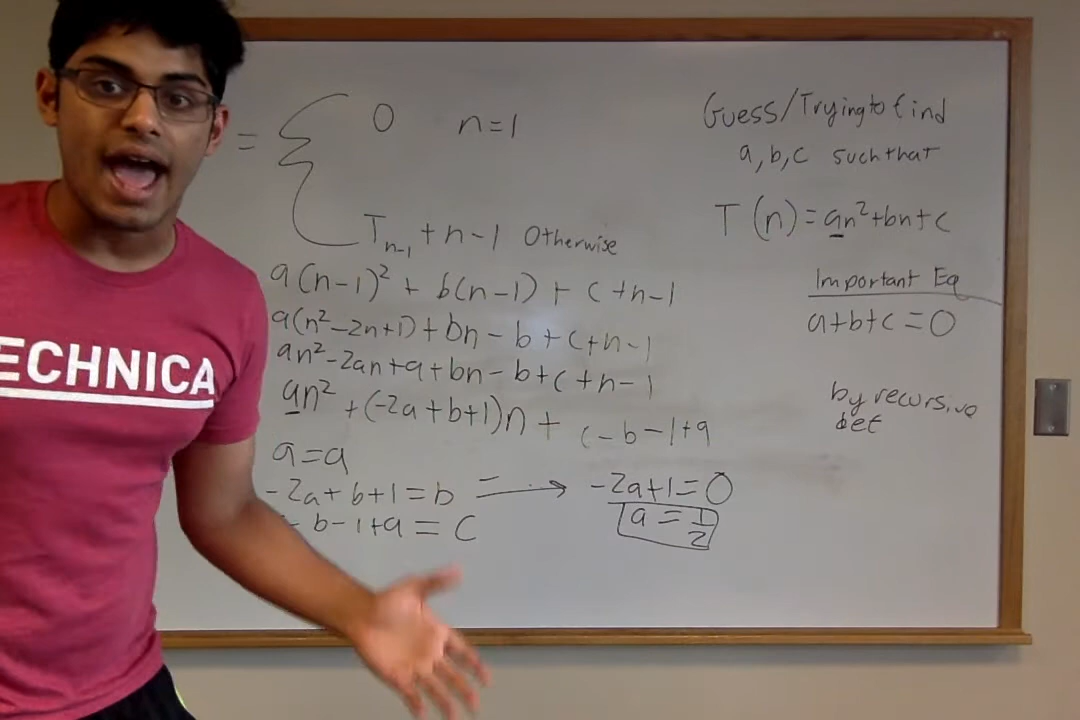 = { 0 n=1
T_{n-1} + n-1 Otherwise
a(n-1)² + b(n-1) + c+n-1
a(n²-2n+1)+bn-b+c+n-1
an²-2an+a+bn-b+c+n-1
an² +(-2a+b+1)n + c-b-1+a
a=a
-2a+b+1=b → -2a+1=0
a=1/2
-b-1+a = C
Guess/Trying to find
a,b,c such that
T(n)=an²+bn+c
Important Eq
a+b+c=0
by recursive
def
ECHNICA